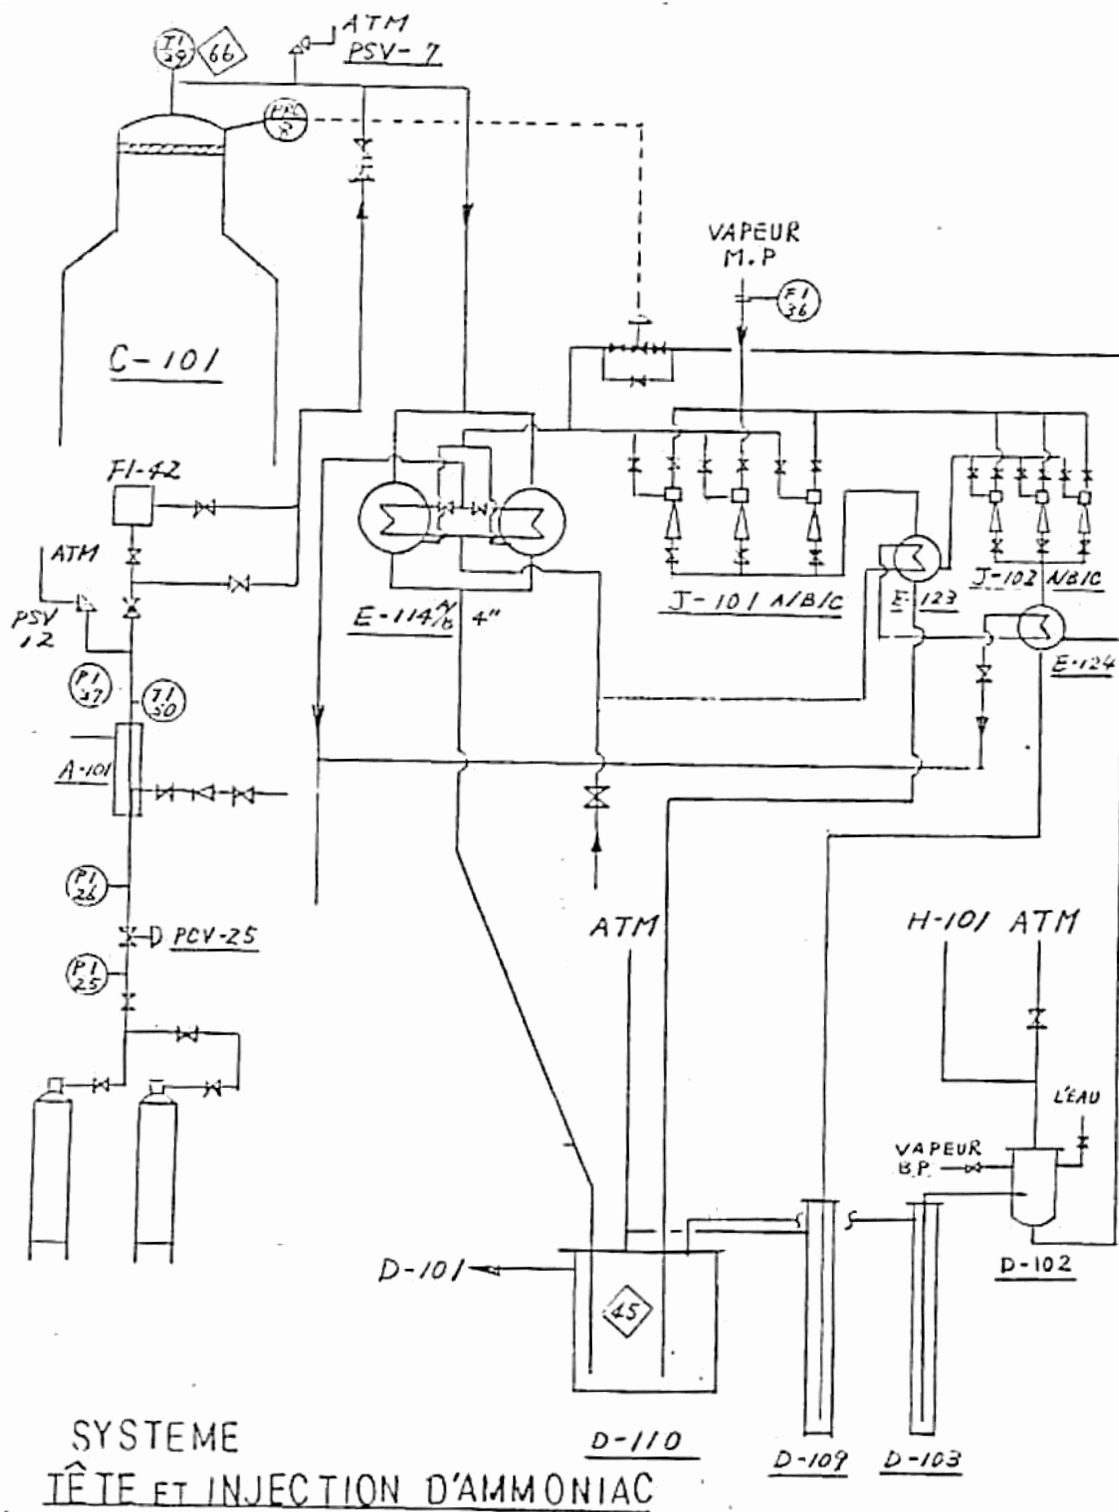 TI
29
66
ATM
PSV-7
PRC
8
VAPEUR
M.P
FI
36
C-101
FI-42
ATM
PSV
12
PI
37
TI
30
A-101
PI
26
PCV-25
PI
25
E-114 A/B 4"
J-101 A/B/C
E-123
J-102 A/B/C
E-124
ATM
H-101 ATM
L'EAU
VAPEUR
B.P.
D-101
45
D-102
D-110
D-109
D-103
SYSTEME
TÊTE ET INJECTION D'AMMONIAC